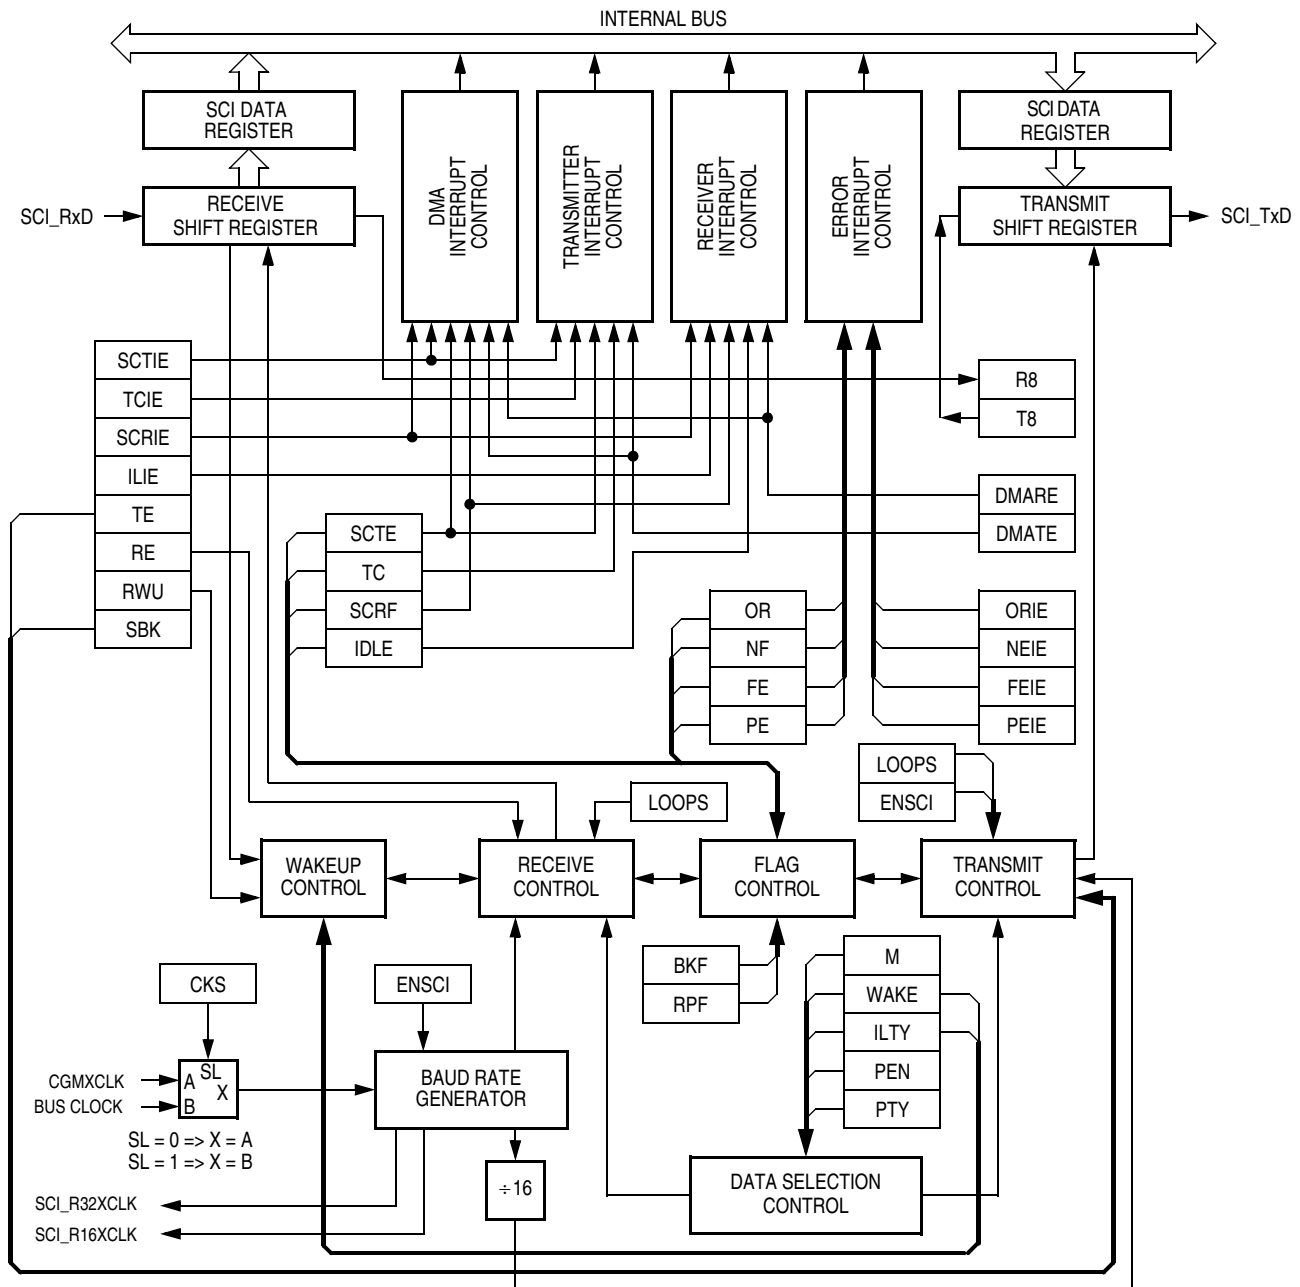 INTERNAL BUS
SCI DATA
REGISTER
SCI DATA
REGISTER
DMA
INTERRUPT
CONTROL
TRANSMITTER
INTERRUPT
CONTROL
RECEIVER
INTERRUPT
CONTROL
ERROR
INTERRUPT
CONTROL
SCI_RxD
RECEIVE
SHIFT REGISTER
TRANSMIT
SHIFT REGISTER
SCI_TxD
SCTIE
TCIE
SCRIE
ILIE
TE
RE
RWU
SBK
R8
T8
DMARE
DMATE
SCTE
TC
SCRF
IDLE
OR
NF
FE
PE
ORIE
NEIE
FEIE
PEIE
LOOPS
ENSCI
LOOPS
WAKEUP
CONTROL
RECEIVE
CONTROL
FLAG
CONTROL
TRANSMIT
CONTROL
BKF
RPF
M
WAKE
ILTY
PEN
PTY
CKS
ENSCI
CGMXCLK
BUS CLOCK
SL
A
X
B
SL = 0 => X = A
SL = 1 => X = B
BAUD RATE
GENERATOR
÷16
DATA SELECTION
CONTROL
SCI_R32XCLK
SCI_R16XCLK